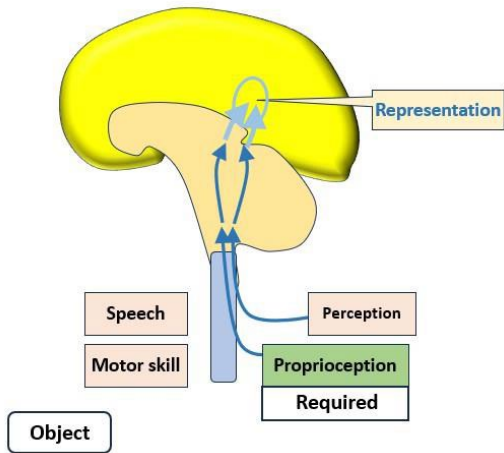 Representation
Speech
Perception
Motor skill
Proprioception
Required
Object